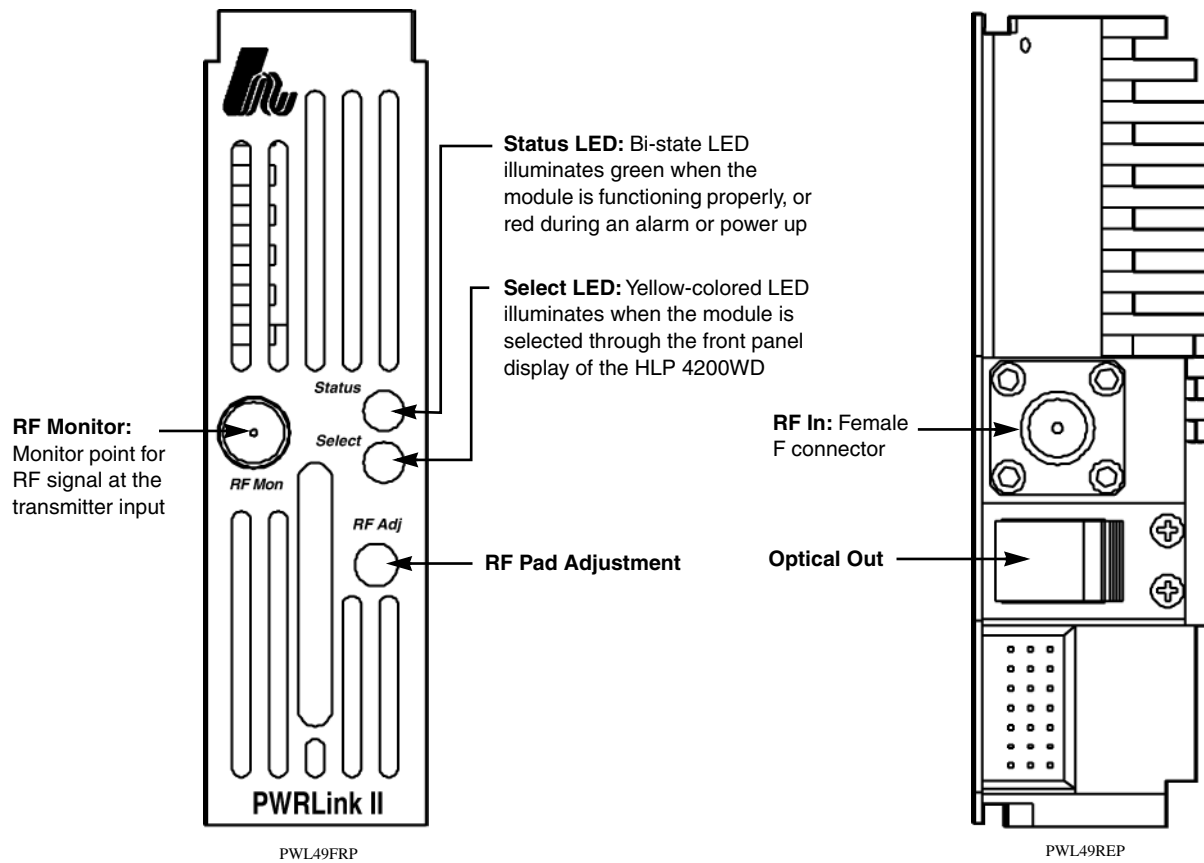 Status LED: Bi-state LED
illuminates green when the
module is functioning properly, or
red during an alarm or power up
Select LED: Yellow-colored LED
illuminates when the module is
selected through the front panel
display of the HLP 4200WD
Status
RF Monitor:
Monitor point for
RF signal at the
transmitter input
Select
RF Mon
RF Adj
RF Pad Adjustment
PWRLink II
PWL49FRP
RF In: Female
F connector
Optical Out
PWL49REP